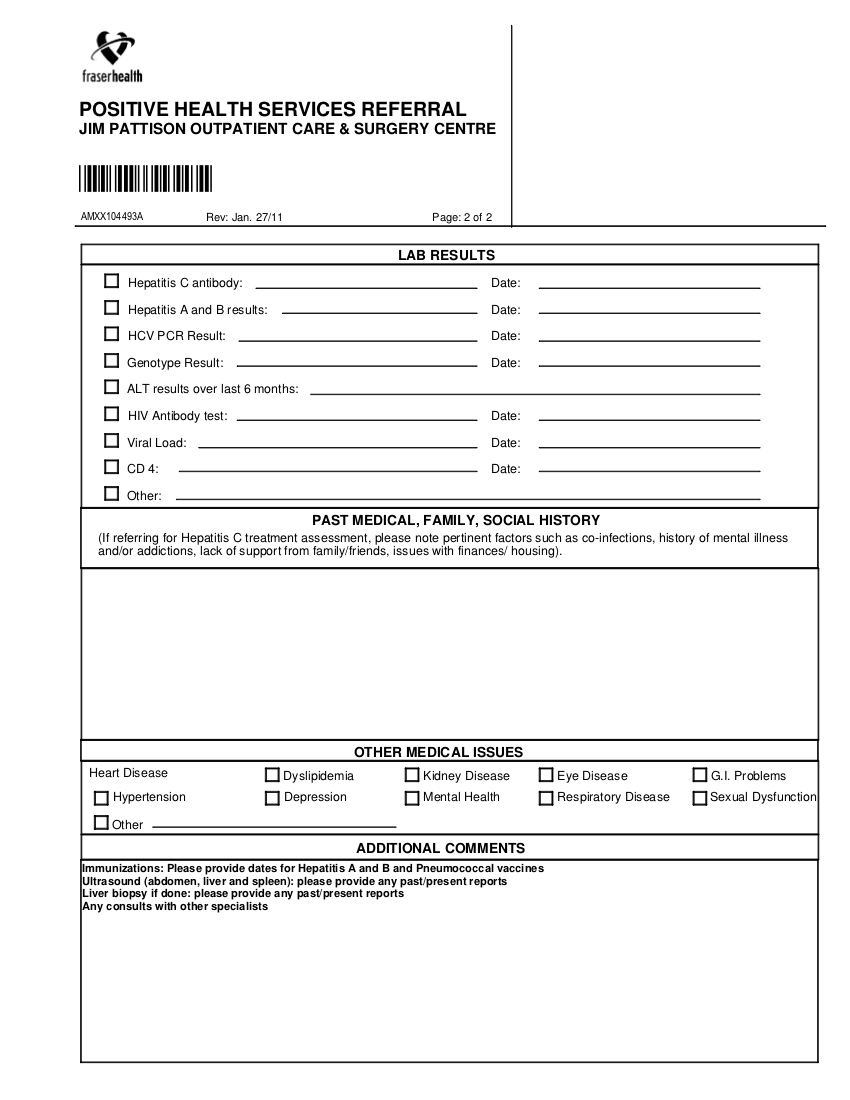 fraserhealth
POSITIVE HEALTH SERVICES REFERRAL
JIM PATTISON OUTPATIENT CARE & SURGERY CENTRE
AMXX104493A Rev: Jan. 27/11 Page: 2 of 2
LAB RESULTS
Hepatitis C antibody: Date:
Hepatitis A and B results: Date:
HCV PCR Result: Date:
Genotype Result: Date:
ALT results over last 6 months:
HIV Antibody test: Date:
Viral Load: Date:
CD 4: Date:
Other:
PAST MEDICAL, FAMILY, SOCIAL HISTORY
(If referring for Hepatitis C treatment assessment, please note pertinent factors such as co-infections, history of mental illness
and/or addictions, lack of support from family/friends, issues with finances/ housing).
OTHER MEDICAL ISSUES
Heart Disease Dyslipidemia Kidney Disease Eye Disease G.I. Problems
Hypertension Depression Mental Health Respiratory Disease Sexual Dysfunction
Other
ADDITIONAL COMMENTS
Immunizations: Please provide dates for Hepatitis A and B and Pneumococcal vaccines
Ultrasound (abdomen, liver and spleen): please provide any past/present reports
Liver biopsy if done: please provide any past/present reports
Any consults with other specialists